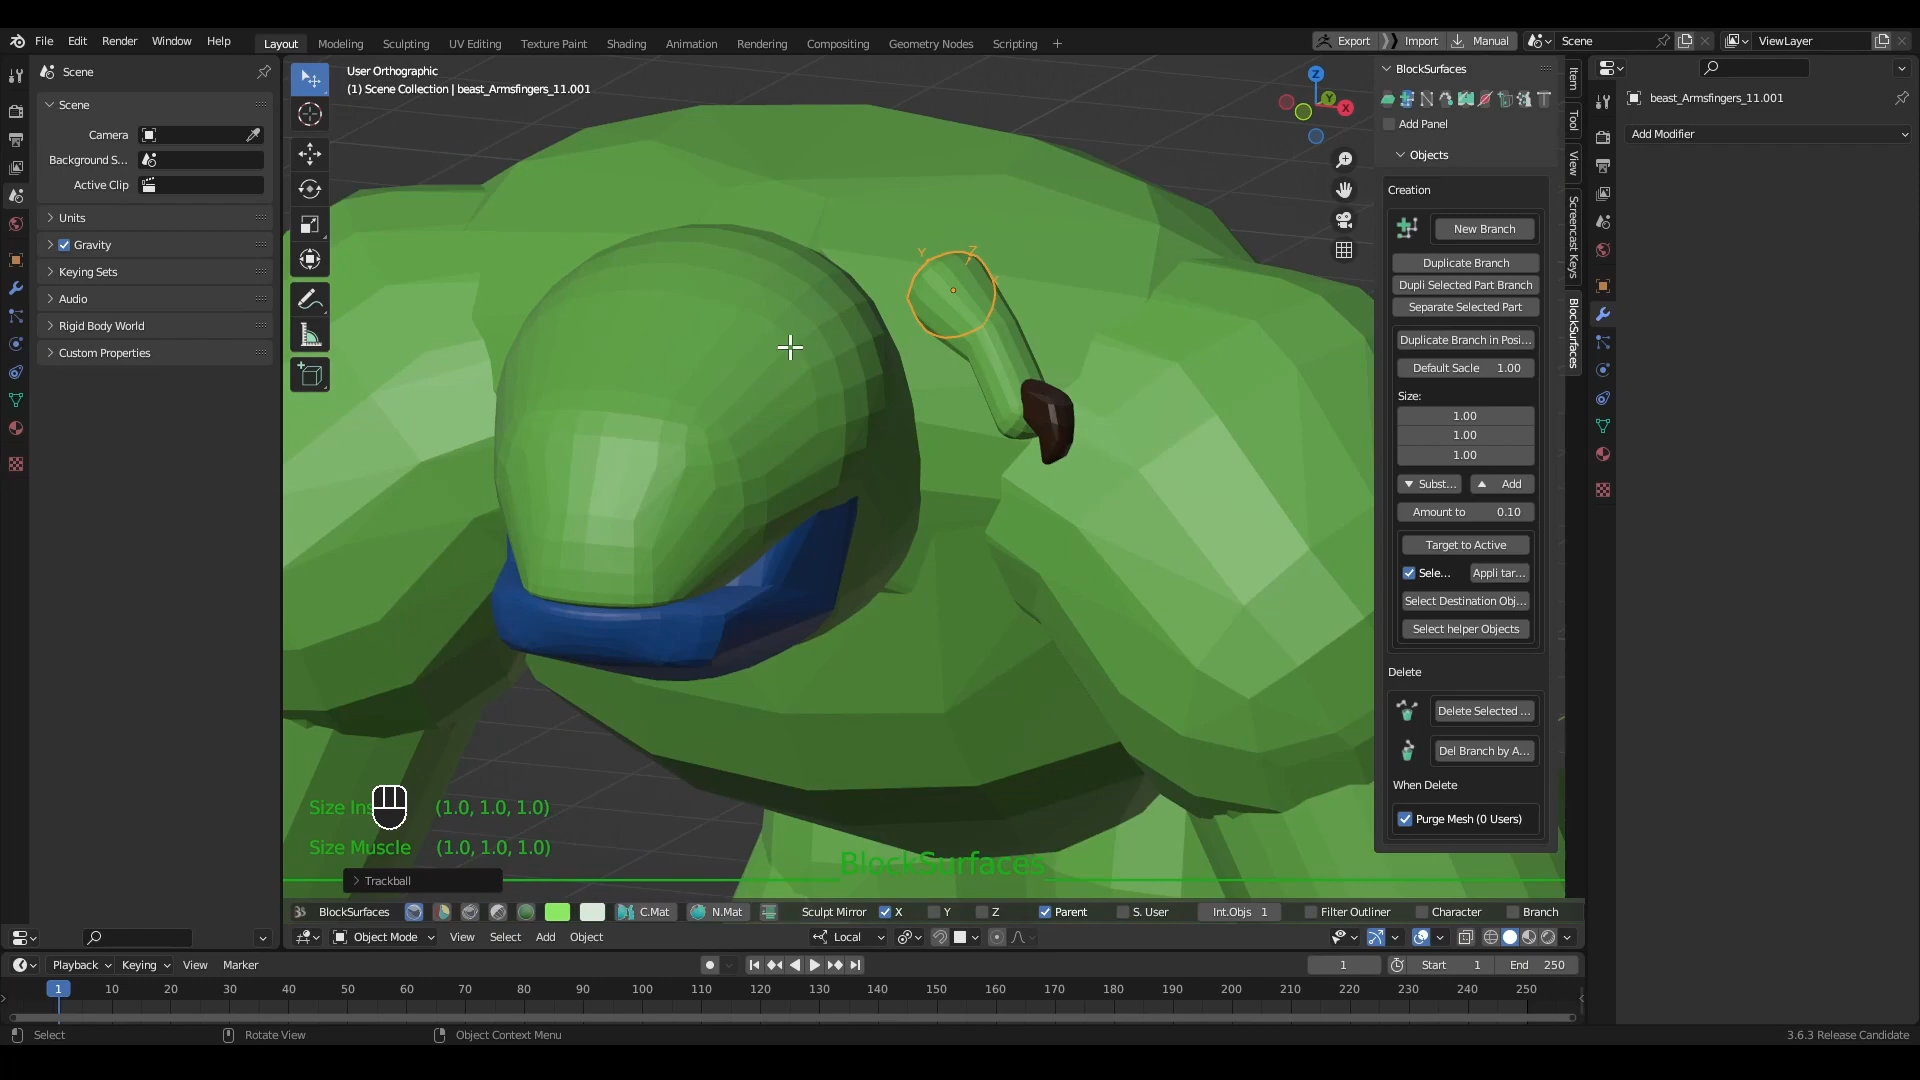 File Edit Render Window Help Layout Modeling Sculpting UV Editing Texture Paint Shading Animation Rendering Compositing Geometry Nodes Scripting + Export Import Manual Scene ViewLayer
Scene
Scene
Camera
Background S...
Active Clip
Units
Gravity
Keying Sets
Audio
Rigid Body World
Custom Properties
User Orthographic
(1) Scene Collection | beast_Armsfingers_11.001
Z
Y
X
Y
Z
Size Ins
(1.0, 1.0, 1.0)
Size Muscle
(1.0, 1.0, 1.0)
Trackball
BlockSurfaces
BlockSurfaces
Add Panel
Objects
Creation
New Branch
Duplicate Branch
Dupli Selected Part Branch
Separate Selected Part
Duplicate Branch in Posi...
Default Sacle 1.00
Size:
1.00
1.00
1.00
Subst... Add
Amount to 0.10
Target to Active
Sele... Appli tar...
Select Destination Obj...
Select helper Objects
Delete
Delete Selected ...
Del Branch by A...
When Delete
Purge Mesh (0 Users)
Item
Tool
View
Screencast Keys
BlockSurfaces
beast_Armsfingers_11.001
Add Modifier
BlockSurfaces C.Mat N.Mat Sculpt Mirror X Y Z Parent S. User Int.Objs 1 Filter Outliner Character Branch
Object Mode View Select Add Object Local
Playback Keying View Marker 1 Start 1 End 250
1 10 20 30 40 50 60 70 80 90 100 110 120 130 140 150 160 170 180 190 200 210 220 230 240 250
Select Rotate View Object Context Menu 3.6.3 Release Candidate